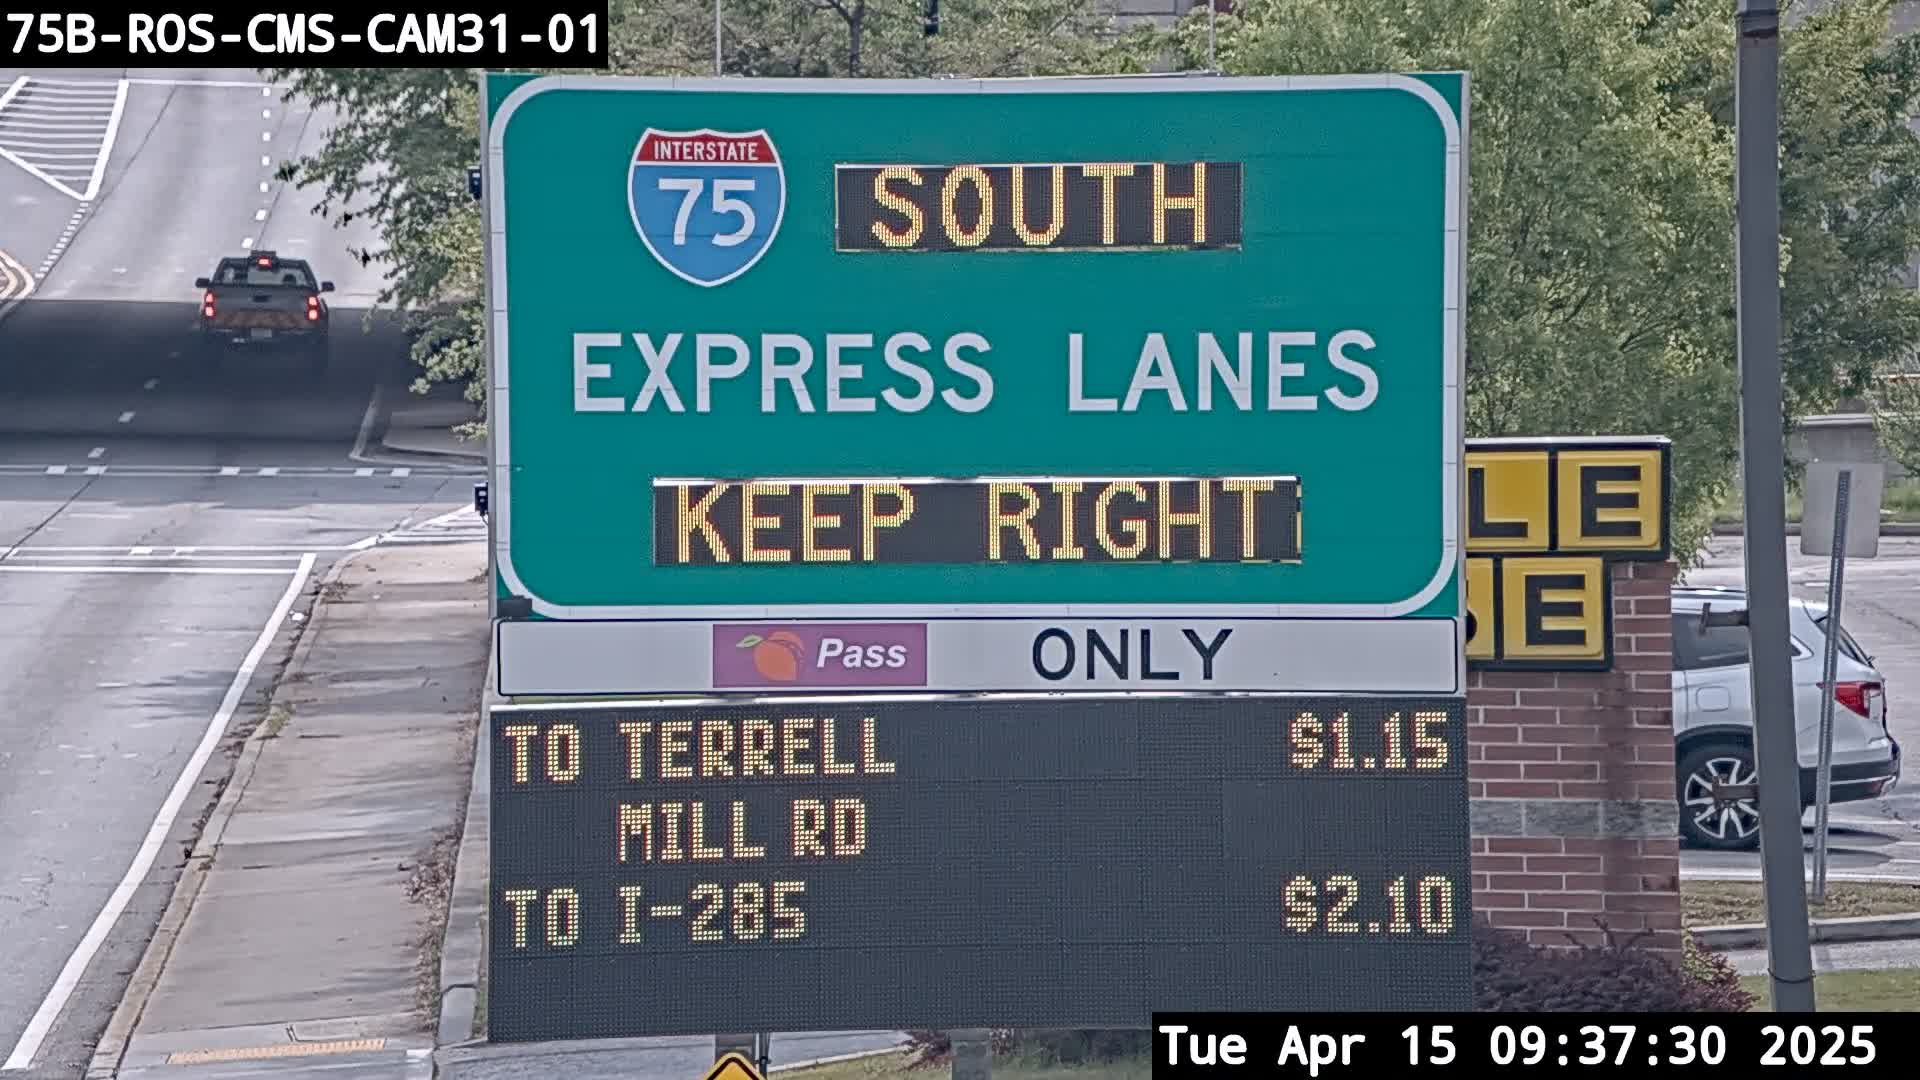 75B-ROS-CMS-CAM31-01
INTERSTATE
75
SOUTH
EXPRESS LANES
KEEP RIGHT
Pass ONLY
TO TERRELL $1.15
MILL RD
TO I-285 $2.10
LE
E
Tue Apr 15 09:37:30 2025